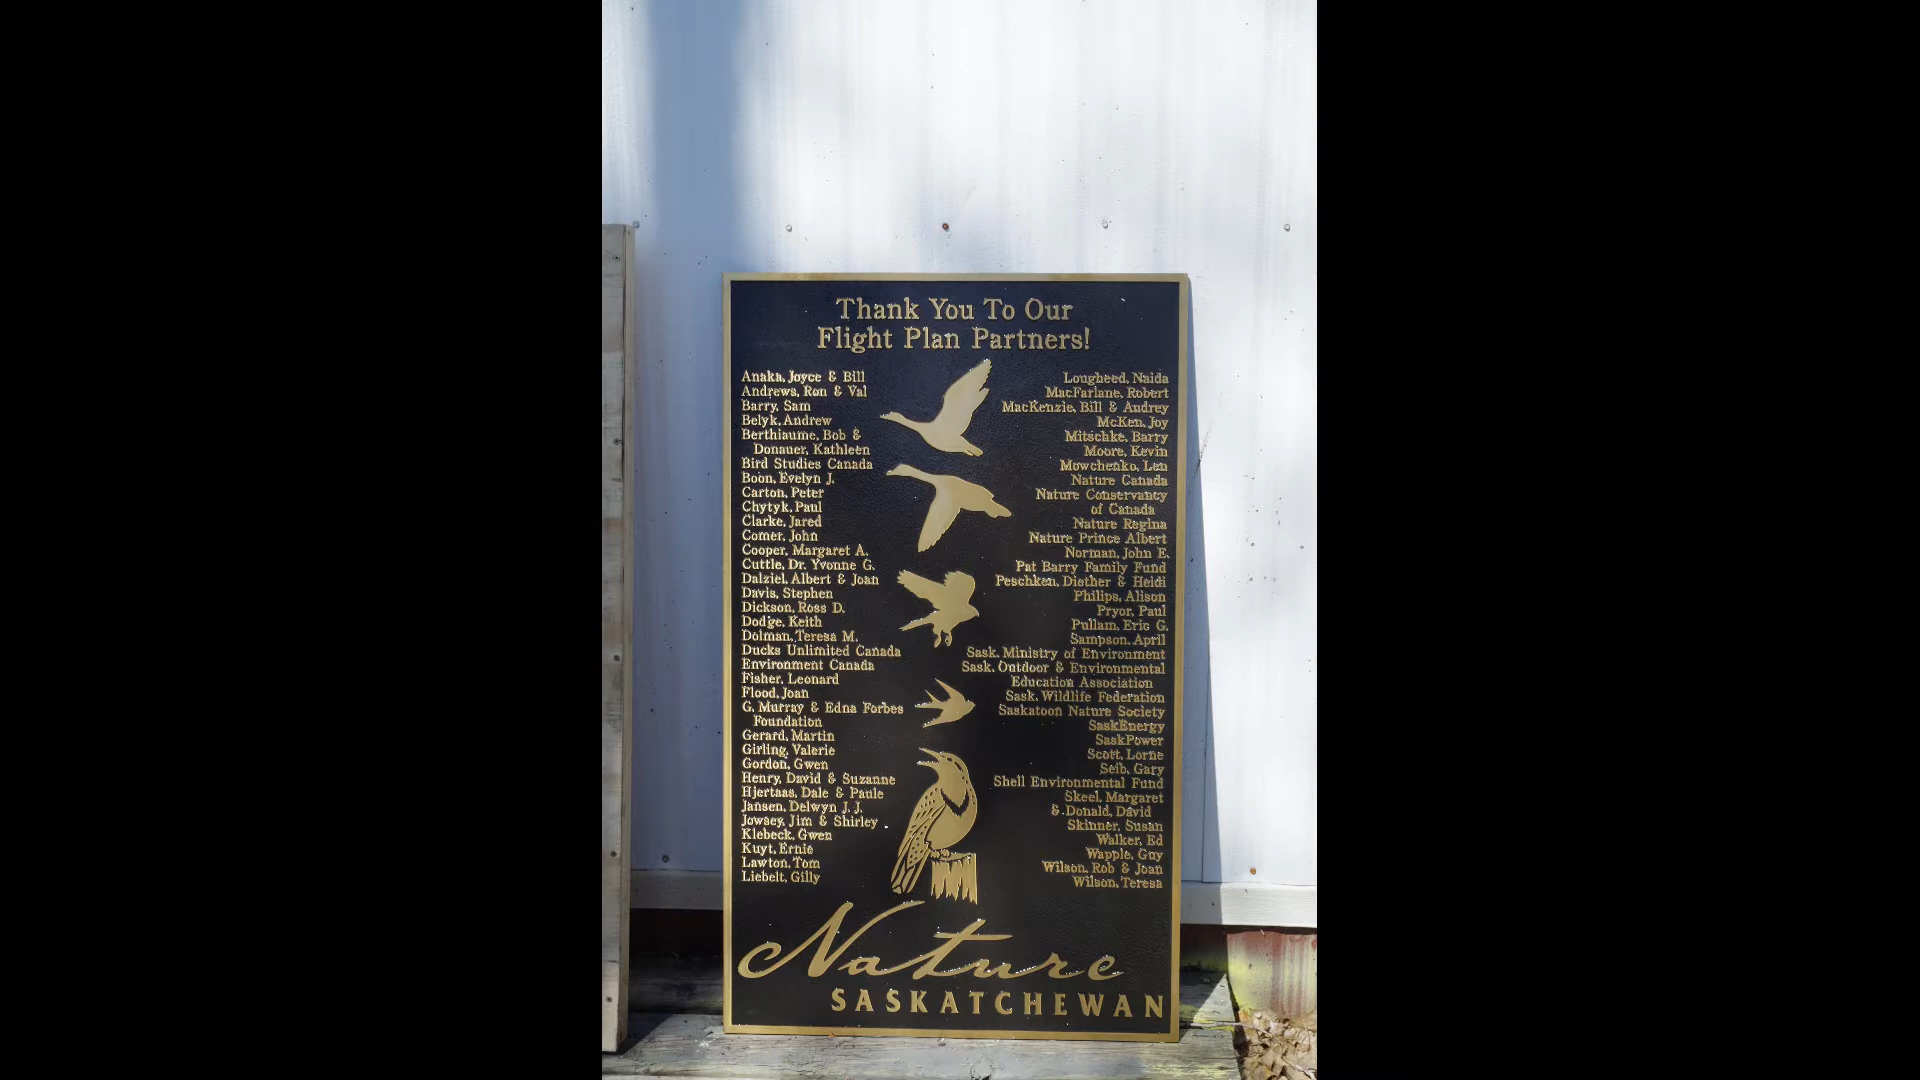 Thank You To Our
Flight Plan Partners!
Anaka, Joyce & Bill
Andrews, Ron & Val
Barry, Sam
Belyk, Andrew
Berthiaume, Bob &
Donauer, Kathleen
Bird Studies Canada
Boon, Evelyn J.
Carton, Peter
Chytyk, Paul
Clarke, Jared
Comer, John
Cooper, Margaret A.
Cuttle, Dr. Yvonne G.
Dalziel, Albert & Joan
Davis, Stephen
Dickson, Ross D.
Dodge, Keith
Dolman, Teresa M.
Ducks Unlimited Canada
Environment Canada
Fisher, Leonard
Flood, Joan
G. Murray & Edna Forbes
Foundation
Gerard, Martin
Girling, Valerie
Gordon, Gwen
Henry, David & Suzanne
Hjertaas, Dale & Paule
Jansen, Delwyn J. J.
Jowsey, Jim & Shirley
Klebeck, Gwen
Kuyt, Ernie
Lawton, Tom
Liebelt, Gilly
Lougheed, Naida
MacFarlane, Robert
MacKenzie, Bill & Audrey
McKen, Joy
Mitschke, Barry
Moore, Kevin
Mowchenko, Len
Nature Canada
Nature Conservancy
of Canada
Nature Regina
Nature Prince Albert
Norman, John E.
Pat Barry Family Fund
Peschken, Diether & Heidi
Philips, Alison
Pryor, Paul
Pullam, Eric G.
Sampson, April
Sask. Ministry of Environment
Sask. Outdoor & Environmental
Education Association
Sask. Wildlife Federation
Saskatoon Nature Society
SaskEnergy
SaskPower
Scott, Lorne
Seib, Gary
Shell Environmental Fund
Skeel, Margaret
& Donald, David
Skinner, Susan
Walker, Ed
Wapple, Guy
Wilson, Rob & Joan
Wilson, Teresa
Nature
SASKATCHEWAN